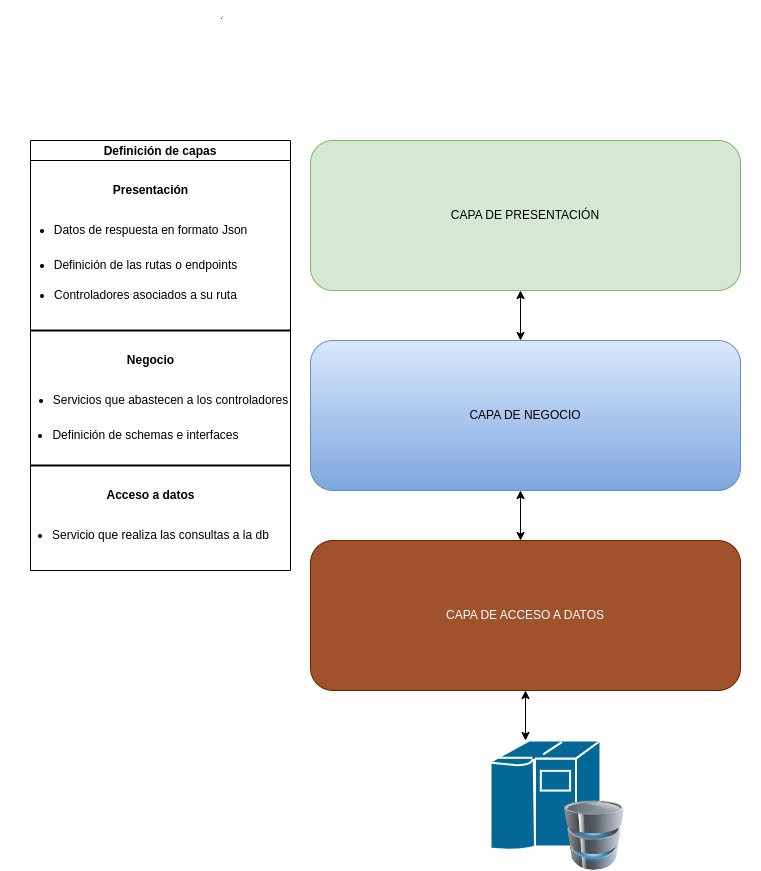 Definición de capas
Presentación
Datos de respuesta en formato Json
Definición de las rutas o endpoints
Controladores asociados a su ruta
Negocio
Servicios que abastecen a los controladores
Definición de schemas e interfaces
Acceso a datos
Servicio que realiza las consultas a la db
CAPA DE PRESENTACIÓN
CAPA DE NEGOCIO
CAPA DE ACCESO A DATOS